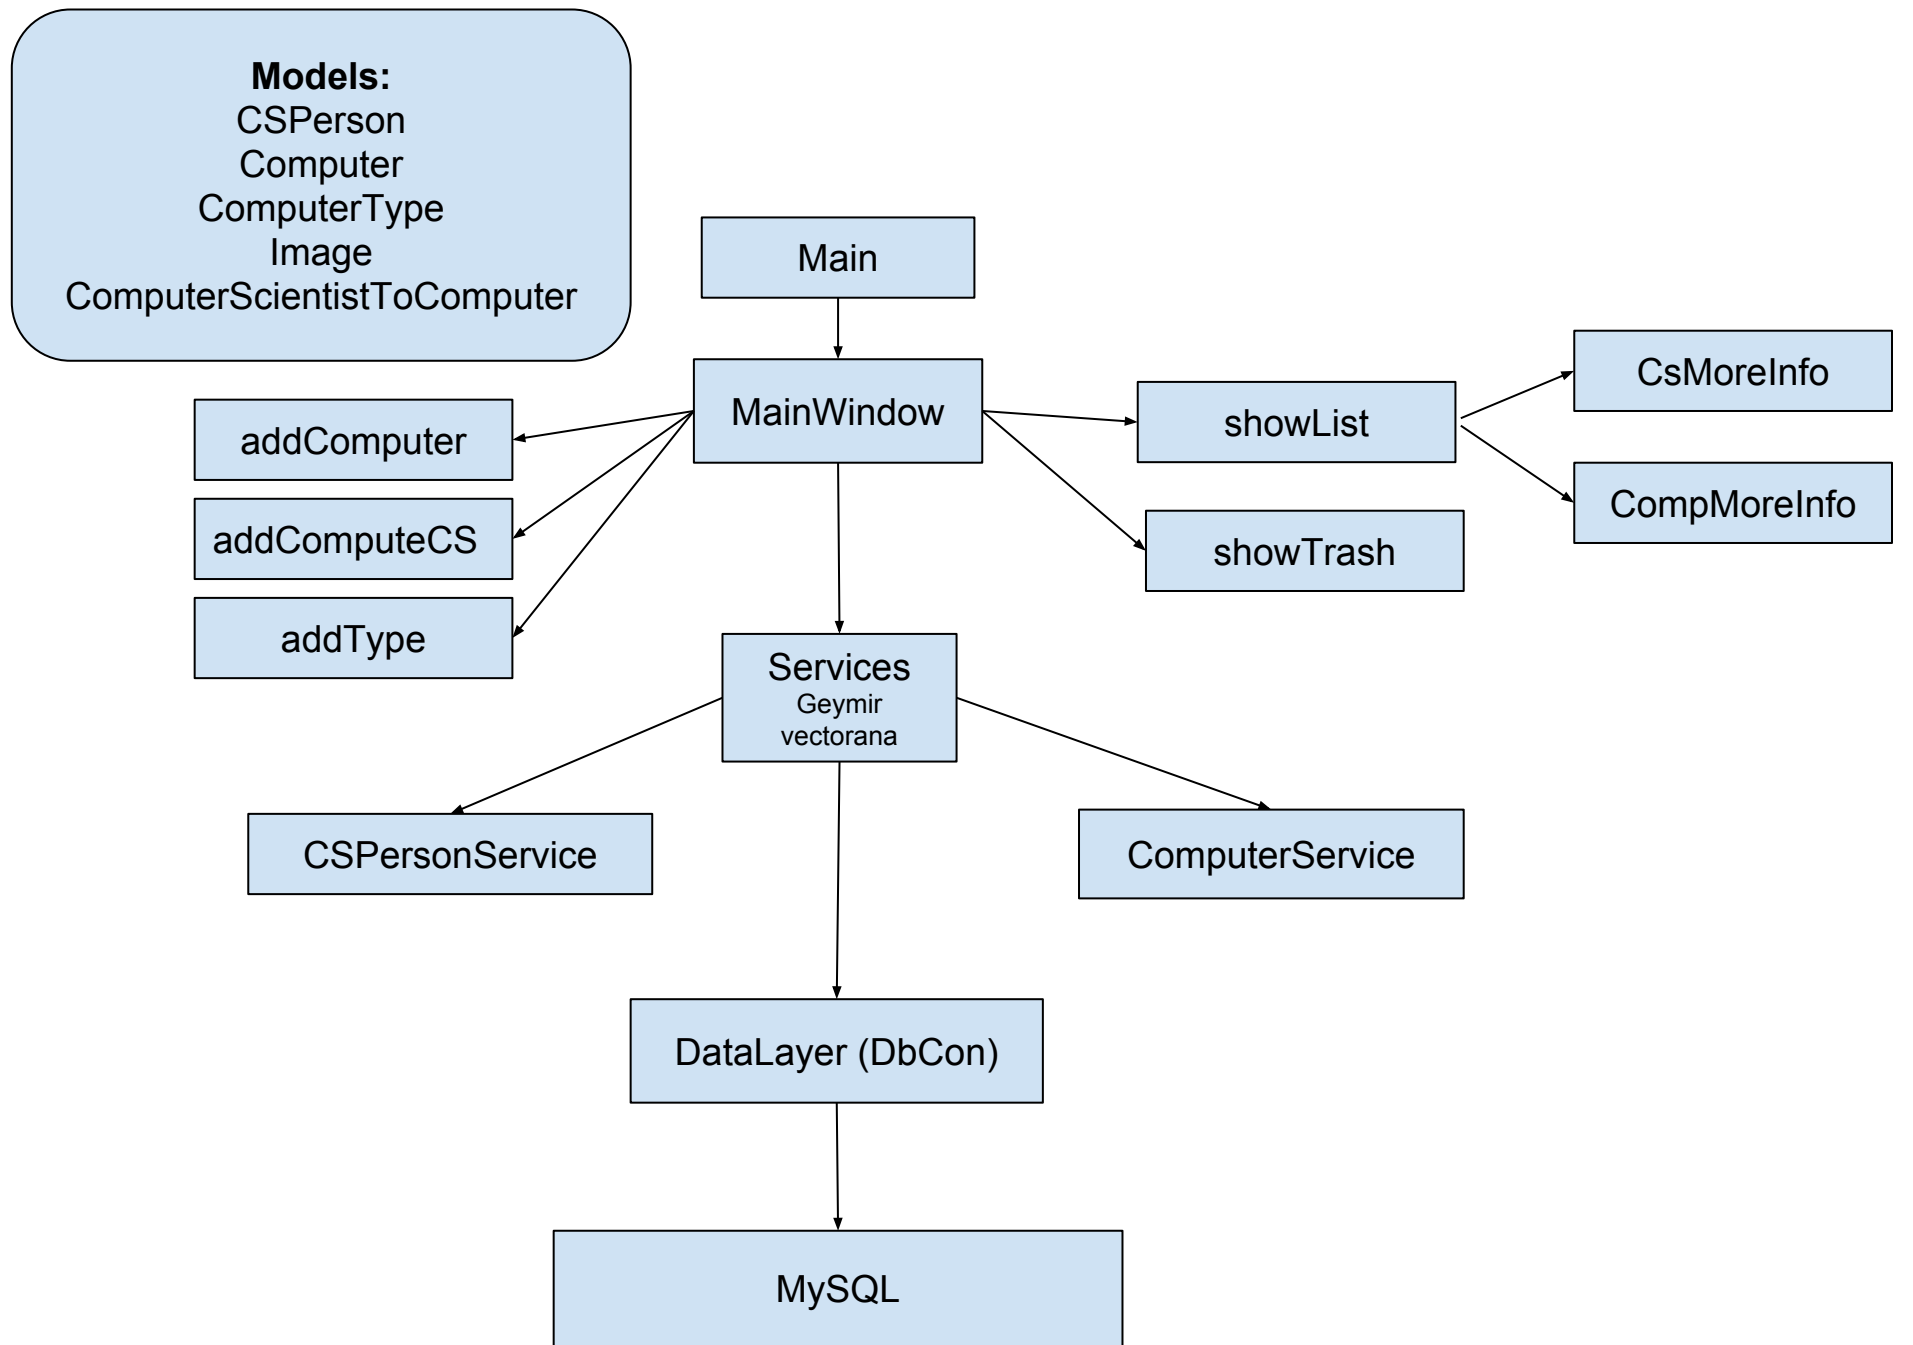 Models:
CSPerson
Computer
ComputerType
Image
ComputerScientistToComputer
Main
MainWindow
addComputer
addComputeCS
addType
showList
showTrash
CsMoreInfo
CompMoreInfo
Services
Geymir
vectorana
CSPersonService
ComputerService
DataLayer (DbCon)
MySQL